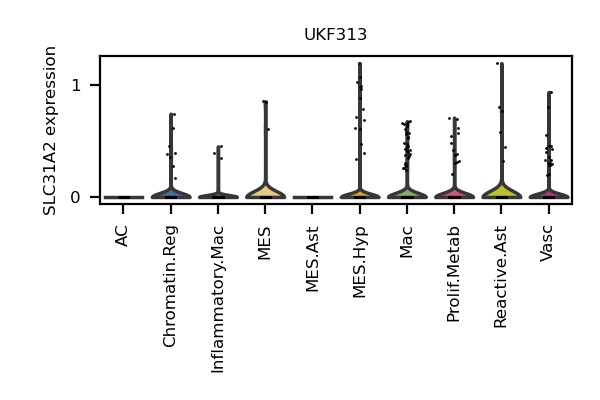 UKF313
SLC31A2 expression
1
0
AC
Chromatin.Reg
Inflammatory.Mac
MES
MES.Ast
MES.Hyp
Mac
Prolif.Metab
Reactive.Ast
Vasc